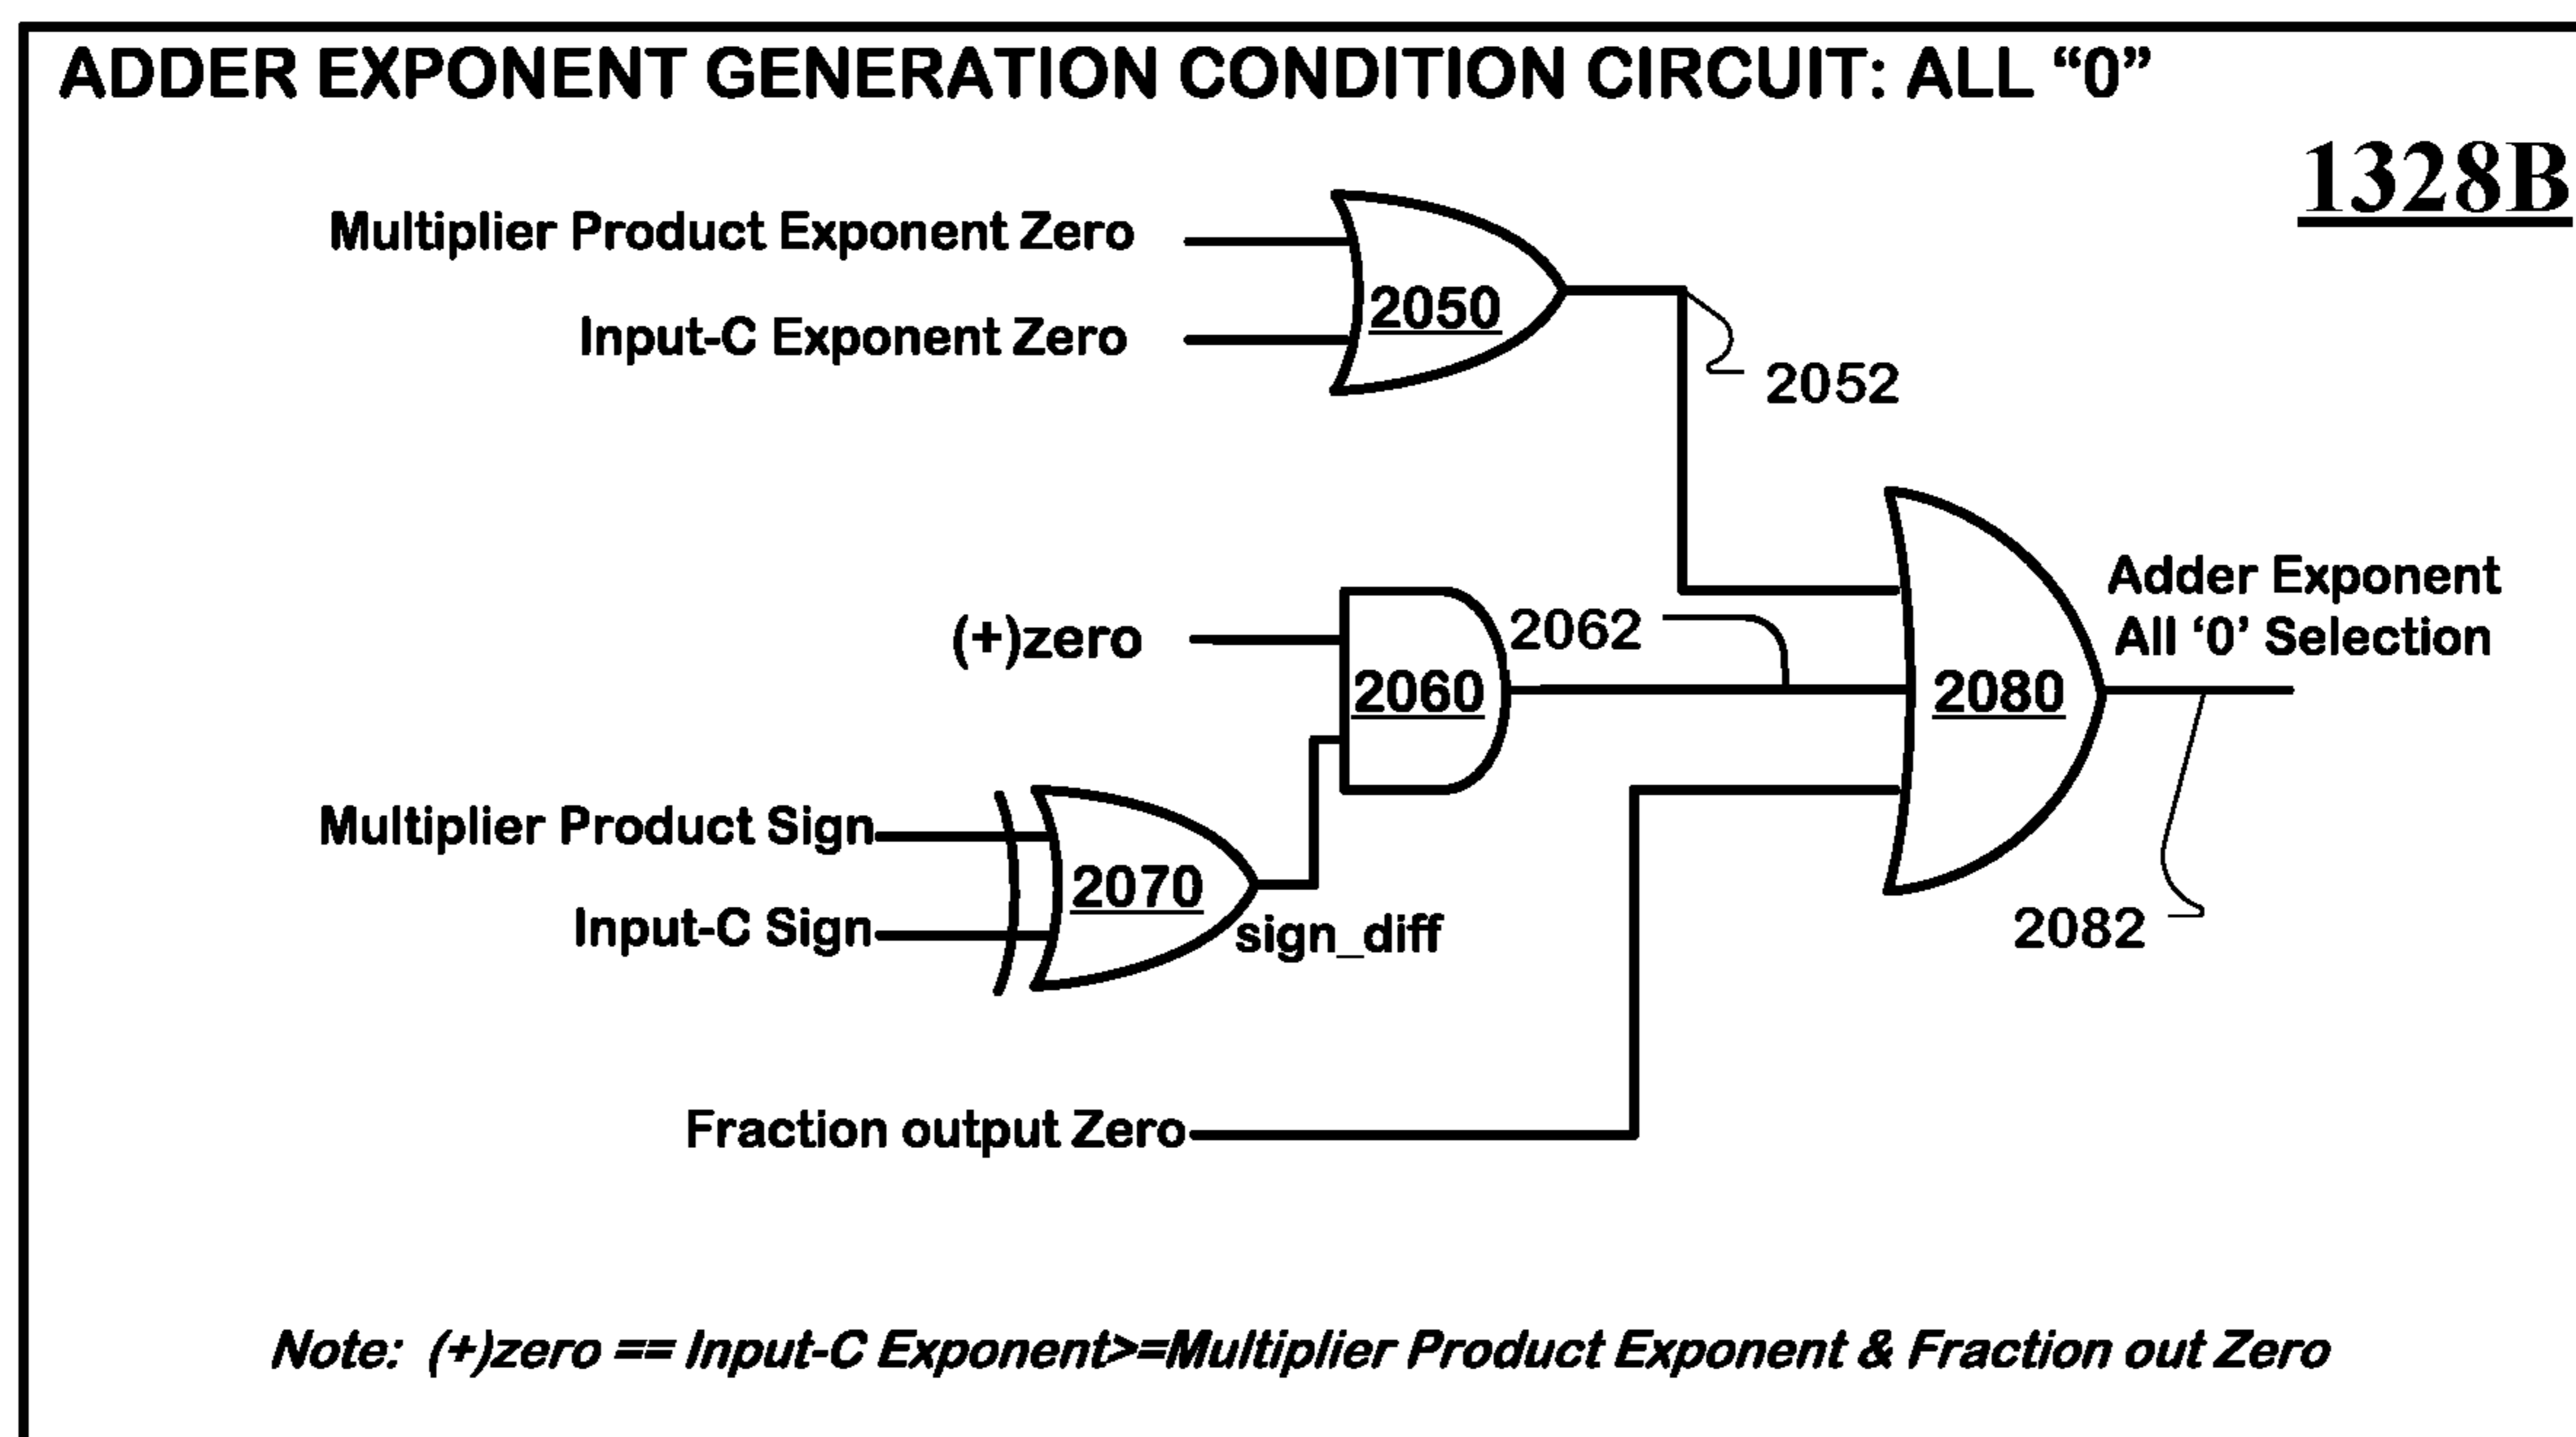 ADDER EXPONENT GENERATION CONDITION CIRCUIT: ALL “0”
1328B
Multiplier Product Exponent Zero
Input-C Exponent Zero
2050
2052
(+)zero
2060
2062
Multiplier Product Sign
Input-C Sign
2070
sign_diff
2080
Adder Exponent
All ‘0’ Selection
2082
Fraction output Zero
Note: (+)zero == Input-C Exponent>=Multiplier Product Exponent & Fraction out Zero